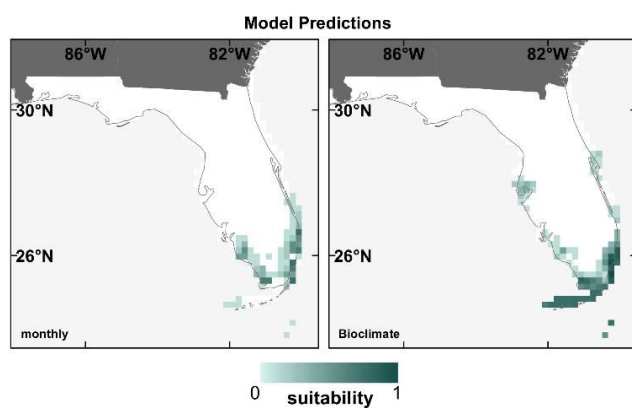 Model Predictions
86°W 82°W 86°W 82°W
30°N 30°N
26°N 26°N
monthly Bioclimate
0 1
suitability